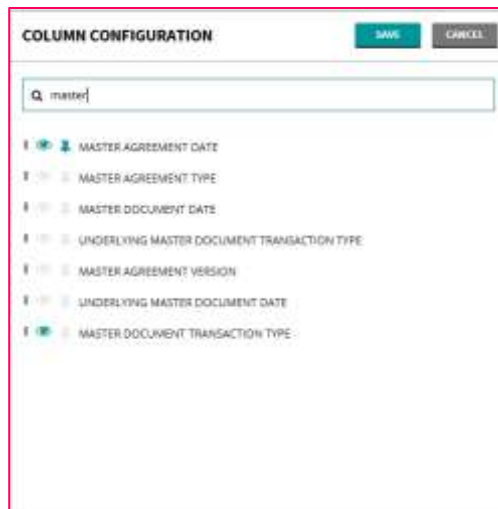 COLUMN CONFIGURATION
SAVE
CANCEL
master
MASTER AGREEMENT DATE
MASTER AGREEMENT TYPE
MASTER DOCUMENT DATE
UNDERLYING MASTER DOCUMENT TRANSACTION TYPE
MASTER AGREEMENT VERSION
UNDERLYING MASTER DOCUMENT DATE
MASTER DOCUMENT TRANSACTION TYPE